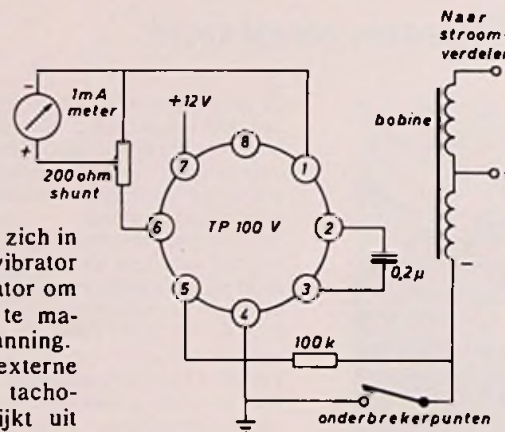 Naar
stroom-
verdeler
1mA
meter
-
+
200 ohm
shunt
+12V
bobine
8
7
1
6
TP 100 V
2
5
3
4
0,2µ
100k
-
onderbrekerpunten
zich in
vibrator
ator om
te ma-
anning.
externe
tacho-
ijkt uit